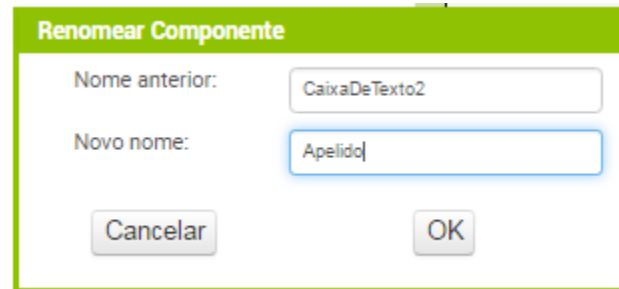 Renomear Componente
Nome anterior: CaixaDeTexto2
Novo nome: Apelido
Cancelar OK